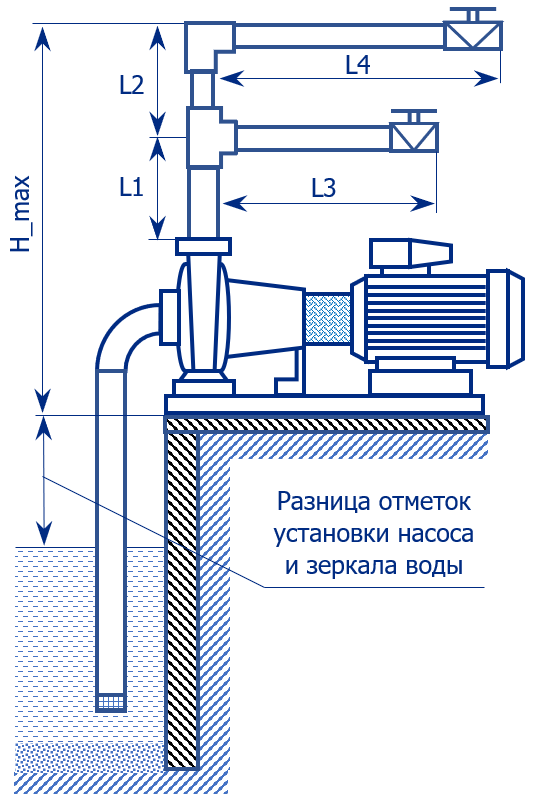 L4
L2
L1
L3
H_max
Разница отметок
установки насоса
и зеркала воды